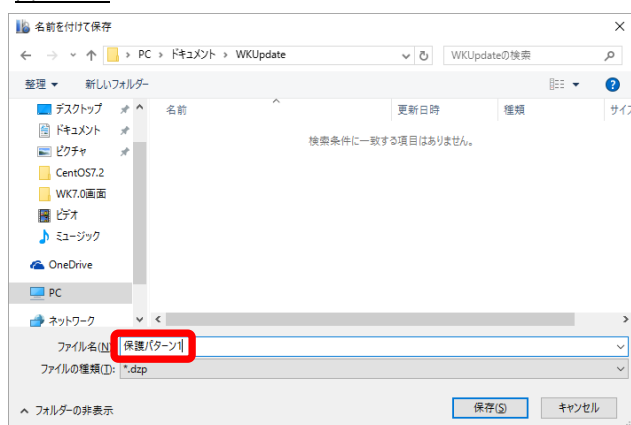 名前を付けて保存
PC › ドキュメント › WKUpdate
WKUpdateの検索
整理 新しいフォルダー
名前 更新日時 種類 サイズ
検索条件に一致する項目はありません。
デスクトップ
ドキュメント
ピクチャ
CentOS7.2
WK7.0画面
ビデオ
ミュージック
OneDrive
PC
ネットワーク
ファイル名(N): 保護パターン1
ファイルの種類(T): *.dzp
フォルダーの非表示
保存(S) キャンセル